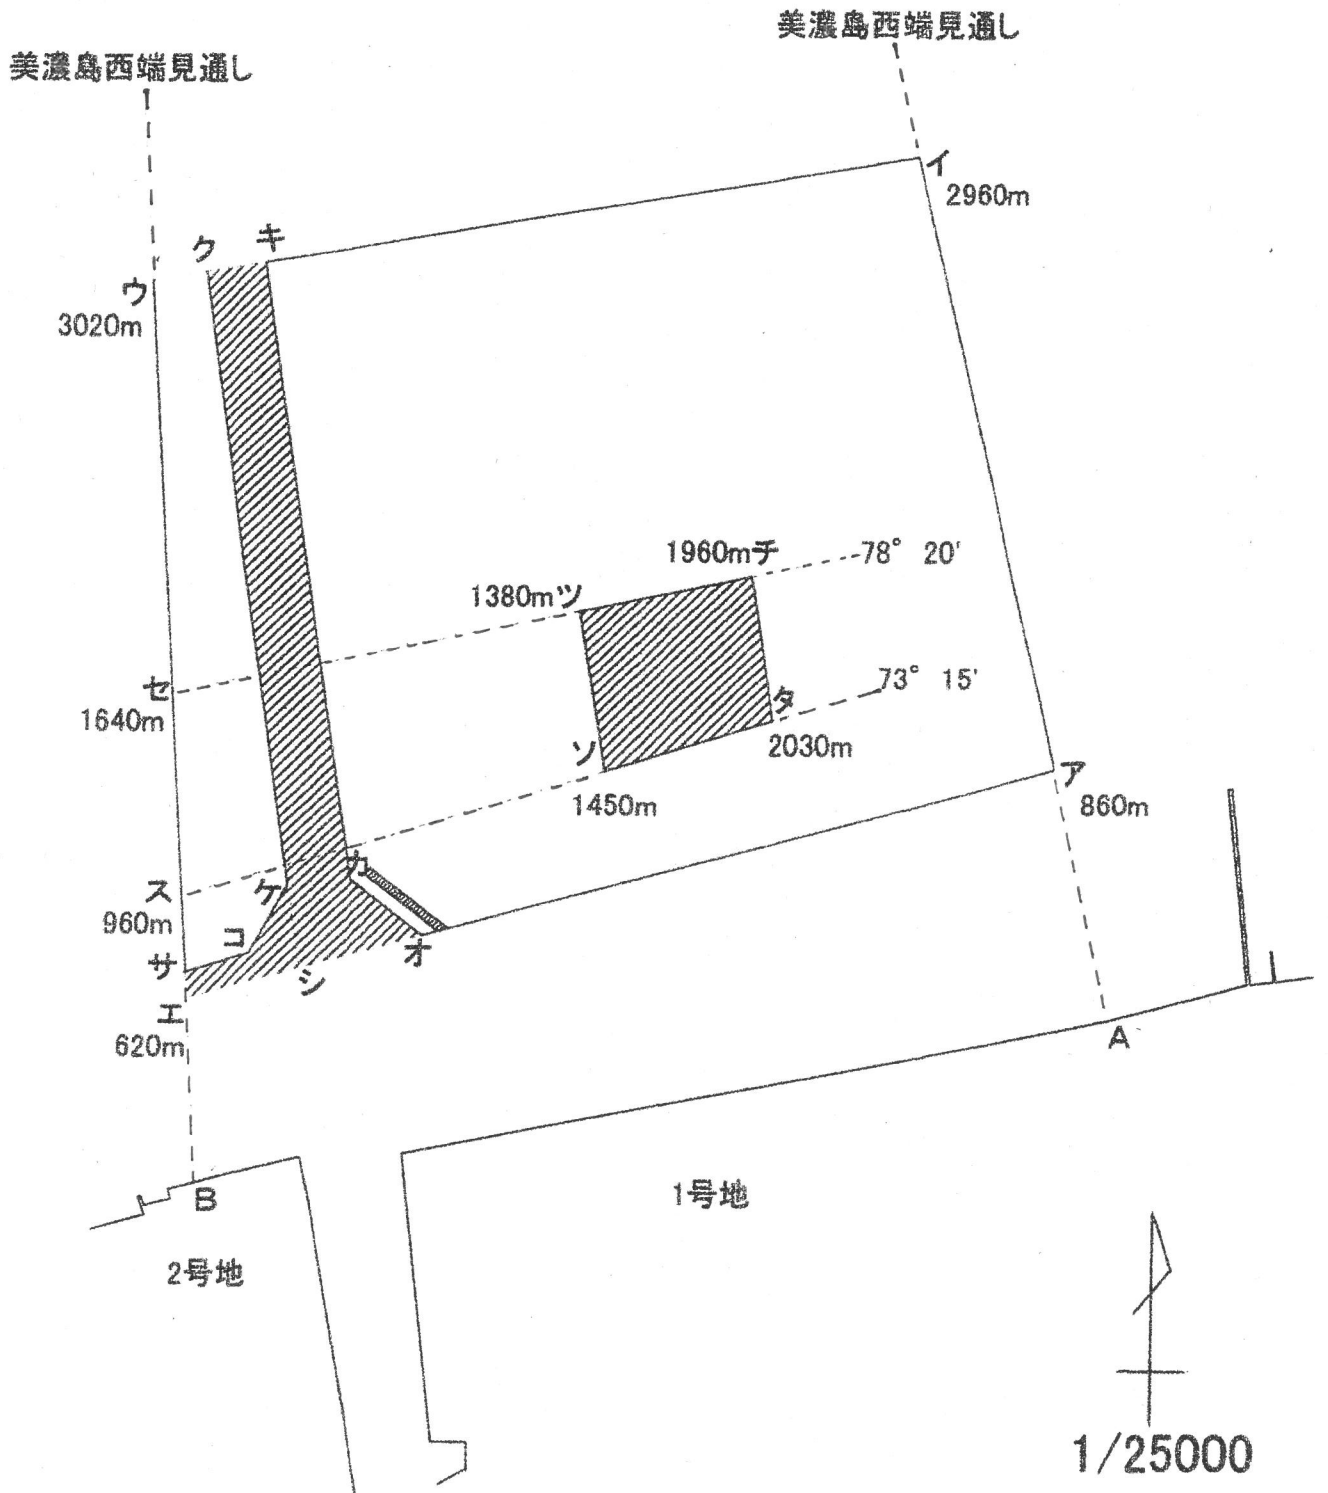 美濃島西端見通し
美濃島西端見通し
イ
2960m
ク
キ
ウ
3020m
1960mチ
78° 20'
1380mツ
73° 15'
セ
1640m
タ
2030m
ソ
1450m
ア
860m
カ
ス
960m
ケ
コ
オ
サ
シ
エ
620m
A
B
1号地
2号地
1/25000